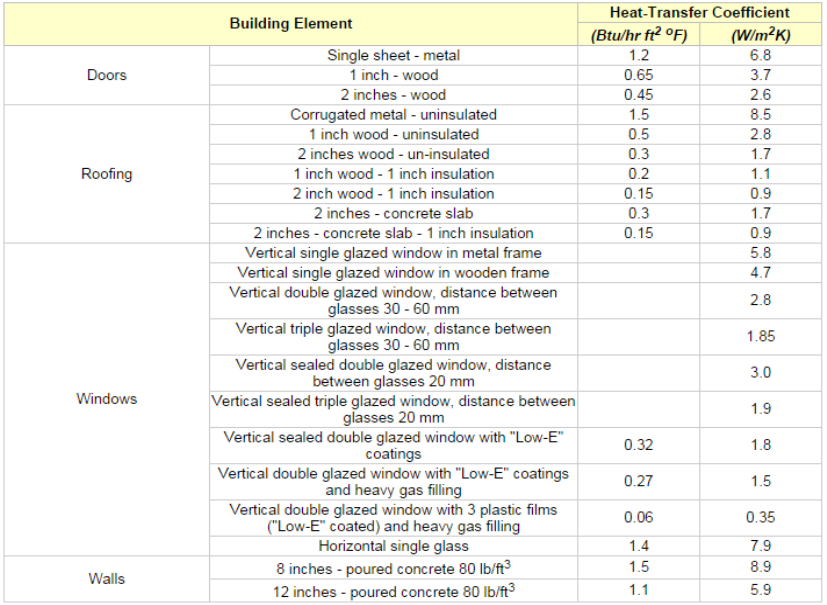 Building Element
Heat-Transfer Coefficient
(Btu/hr ft² ºF)
(W/m²K)
Doors
Single sheet - metal
1.2
6.8
1 inch - wood
0.65
3.7
2 inches - wood
0.45
2.6
Roofing
Corrugated metal - uninsulated
1.5
8.5
1 inch wood - uninsulated
0.5
2.8
2 inches wood - un-insulated
0.3
1.7
1 inch wood - 1 inch insulation
0.2
1.1
2 inch wood - 1 inch insulation
0.15
0.9
2 inches - concrete slab
0.3
1.7
2 inches - concrete slab - 1 inch insulation
0.15
0.9
Windows
Vertical single glazed window in metal frame
5.8
Vertical single glazed window in wooden frame
4.7
Vertical double glazed window, distance between
glasses 30 - 60 mm
2.8
Vertical triple glazed window, distance between
glasses 30 - 60 mm
1.85
Vertical sealed double glazed window, distance
between glasses 20 mm
3.0
Vertical sealed triple glazed window, distance between
glasses 20 mm
1.9
Vertical sealed double glazed window with "Low-E"
coatings
0.32
1.8
Vertical double glazed window with "Low-E" coatings
and heavy gas filling
0.27
1.5
Vertical double glazed window with 3 plastic films
("Low-E" coated) and heavy gas filling
0.06
0.35
Horizontal single glass
1.4
7.9
Walls
8 inches - poured concrete 80 lb/ft³
1.5
8.9
12 inches - poured concrete 80 lb/ft³
1.1
5.9